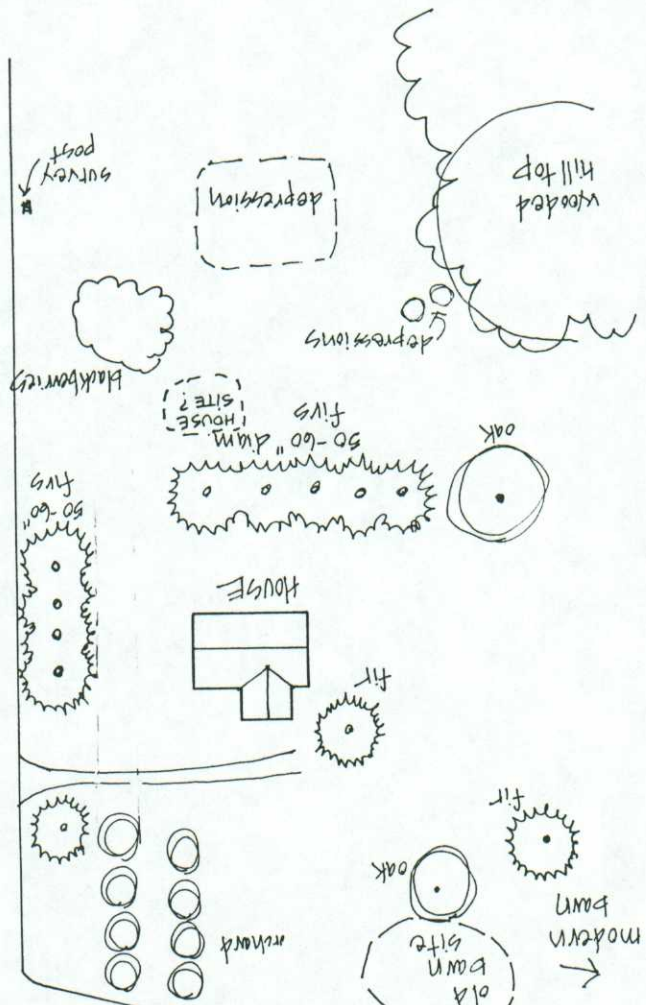 old
barn
site
modern
barn
orchard
oak
fir
fir
HOUSE
50-60"
firs
oak
50-60" diam.
firs
HOUSE
SITE?
blackberries
depressions
wooded
hill top
depression
survey
post